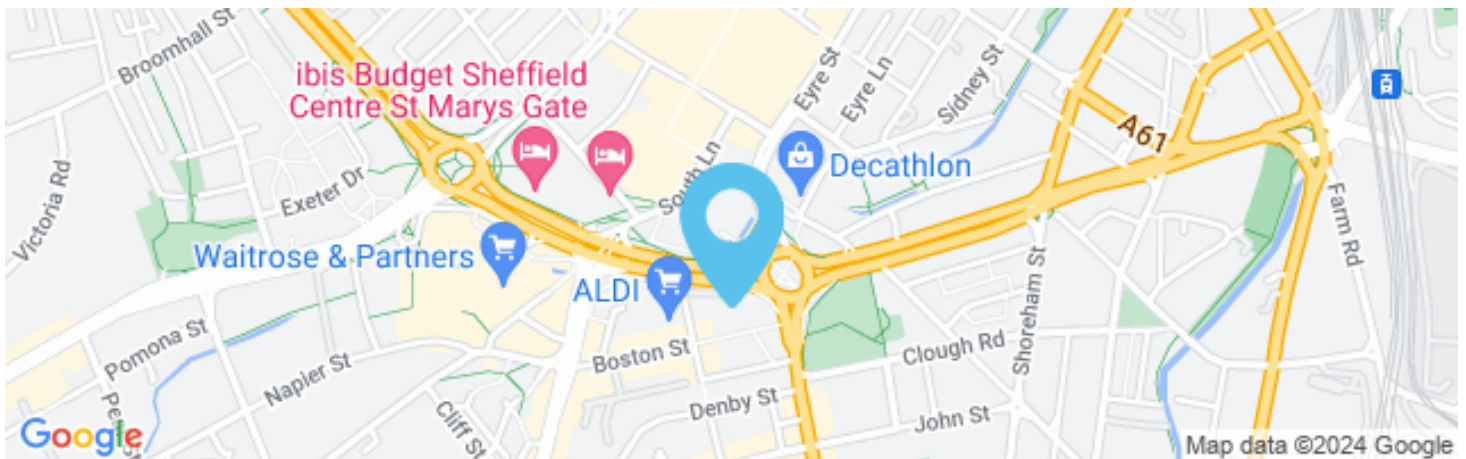 Broomhall St
ibis Budget Sheffield
Centre St Marys Gate
Eyre St
Eyre Ln
Sidney St
A61
Victoria Rd
Exeter Dr
South Ln
Decathlon
Farm Rd
Waitrose & Partners
ALDI
Shoreham St
Pomona St
Napier St
Boston St
Clough Rd
Denby St
John St
Cliff St
Google
Map data ©2024 Google